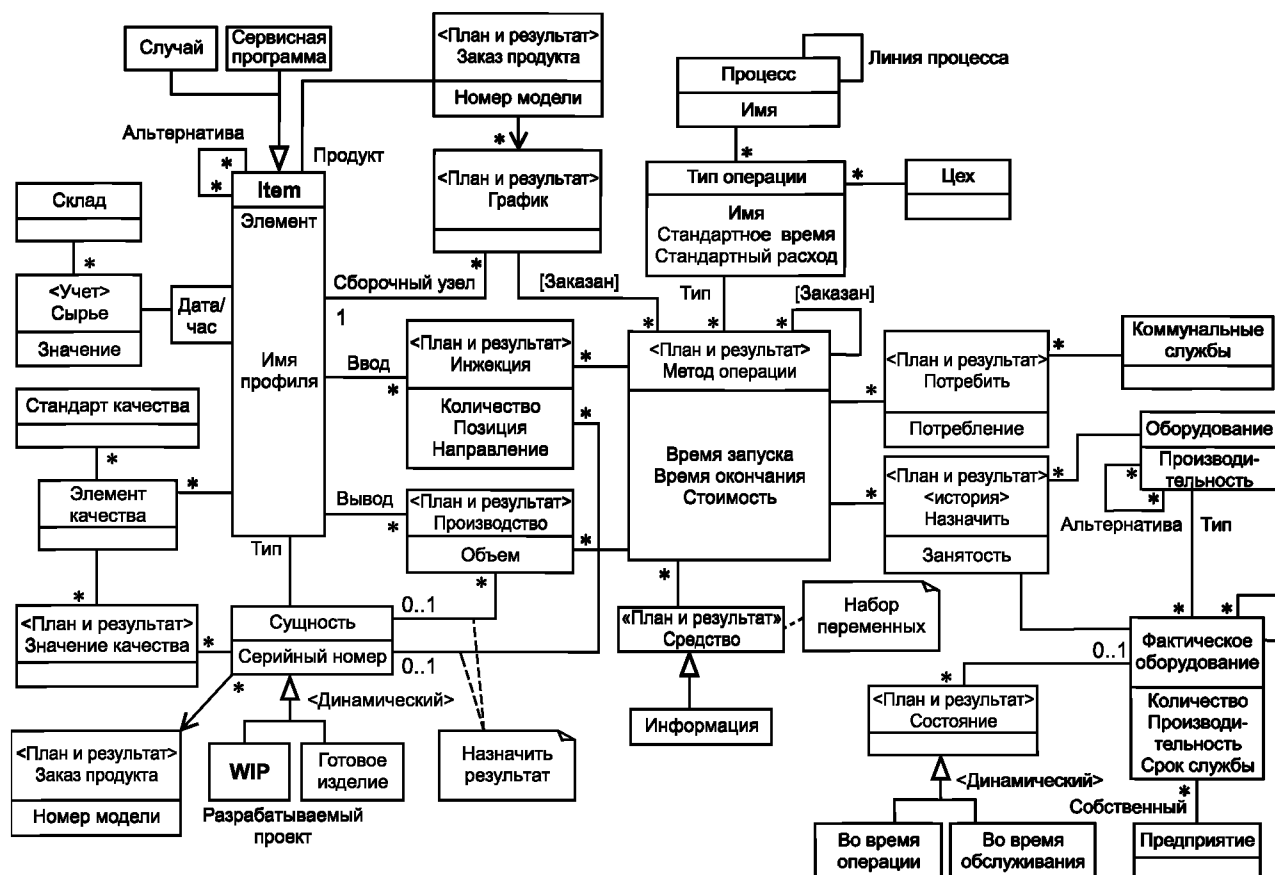 Случай
Сервисная
программа
<План и результат>
Заказ продукта
Номер модели
Процесс
Имя
Линия процесса
Альтернатива
*
*
Продукт
*
*
Item
Элемент
Имя
профиля
<План и результат>
График
Тип операции
Имя
Стандартное время
Стандартный расход
*
Цех
Склад
*
<Учет>
Сырье
Значение
Дата/
час
Сборочный узел
*
1
[Заказан]
*
Тип
*
[Заказан]
*
Ввод
*
<План и результат>
Инжекция
Количество
Позиция
Направление
*
*
<План и результат>
Метод операции
Время запуска
Время окончания
Стоимость
*
<План и результат>
Потребить
Потребление
*
Коммунальные
службы
Стандарт качества
*
Элемент
качества
*
Вывод
*
<План и результат>
Производство
Объем
*
*
*
<План и результат>
<история>
Назначить
Занятость
*
Оборудование
Производи-
тельность
*
*
Альтернатива
Тип
*
*
Тип
*
<План и результат>
Значение качества
*
Сущность
Серийный номер
0..1
0..1
*
*
«План и результат»
Средство
Набор
переменных
Информация
Фактическое
оборудование
Количество
Производи-
тельность
Срок службы
0..1
*
<План и результат>
Состояние
<Динамический>
<План и результат>
Заказ продукта
Номер модели
WIP
Готовое
изделие
Разрабатываемый
проект
Назначить
результат
<Динамический>
Во время
операции
Во время
обслуживания
*
Собственный
Предприятие